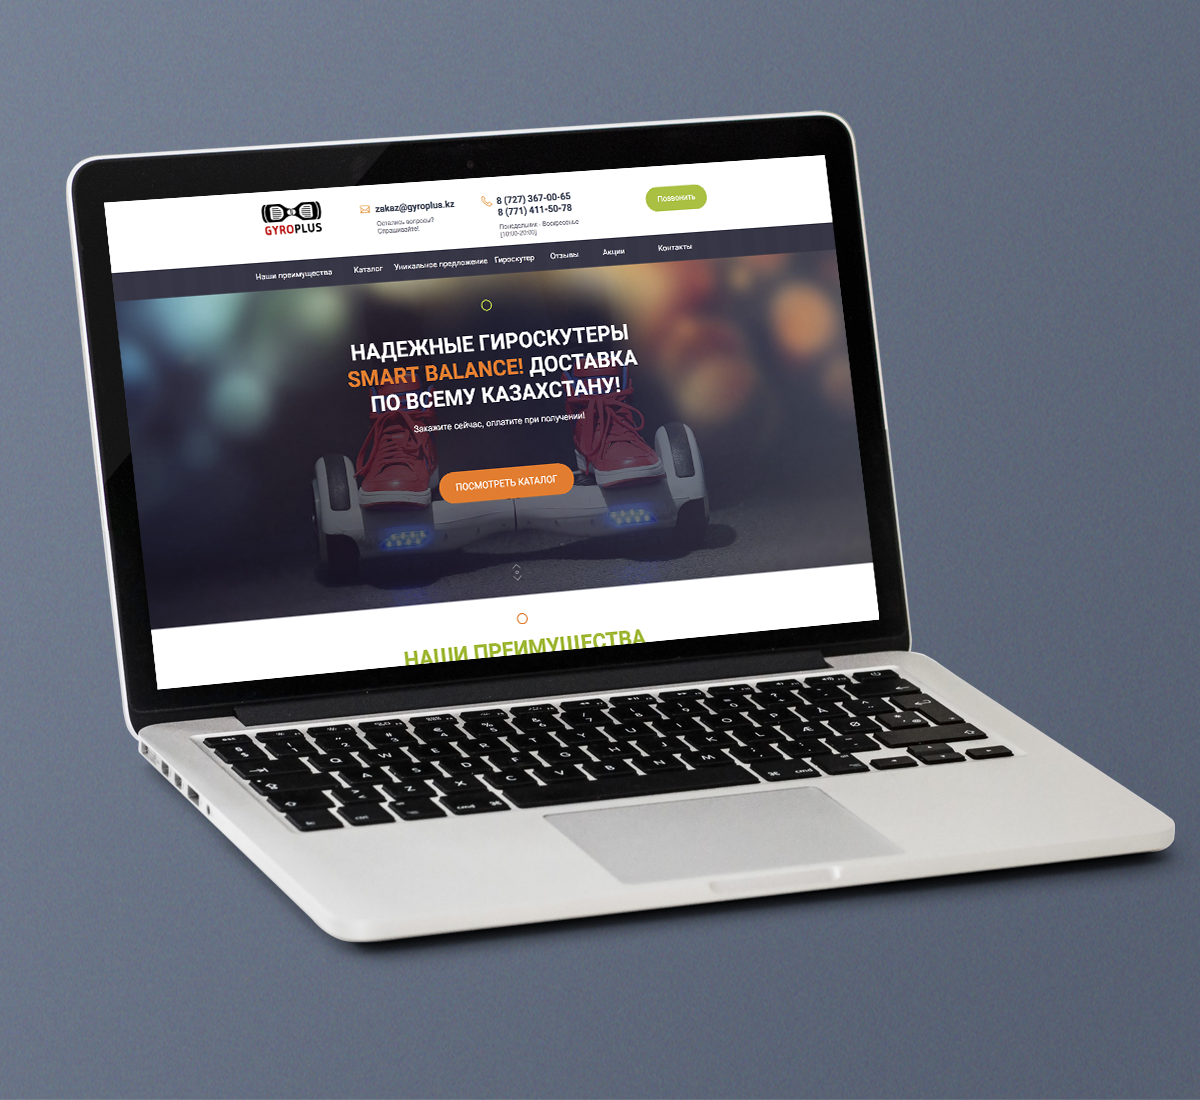 GYROPLUS
zakaz@gyroplus.kz
Остались вопросы?
Спрашивайте!
8 (727) 367-00-65
8 (771) 411-50-78
Понедельник - Воскресенье
[10:00-20:00]
Позвонить
Наши преимущества Каталог Уникальное предложение Гироскутер Отзывы Акции Контакты
НАДЕЖНЫЕ ГИРОСКУТЕРЫ
SMART BALANCE! ДОСТАВКА
ПО ВСЕМУ КАЗАХСТАНУ!
Закажите сейчас, оплатите при получении!
ПОСМОТРЕТЬ КАТАЛОГ
НАШИ ПРЕИМУЩЕСТВА
Q W E R T Y U I O P Å
A S D F G H J K L Æ Ø
Z X C V B N M
cmd cmd